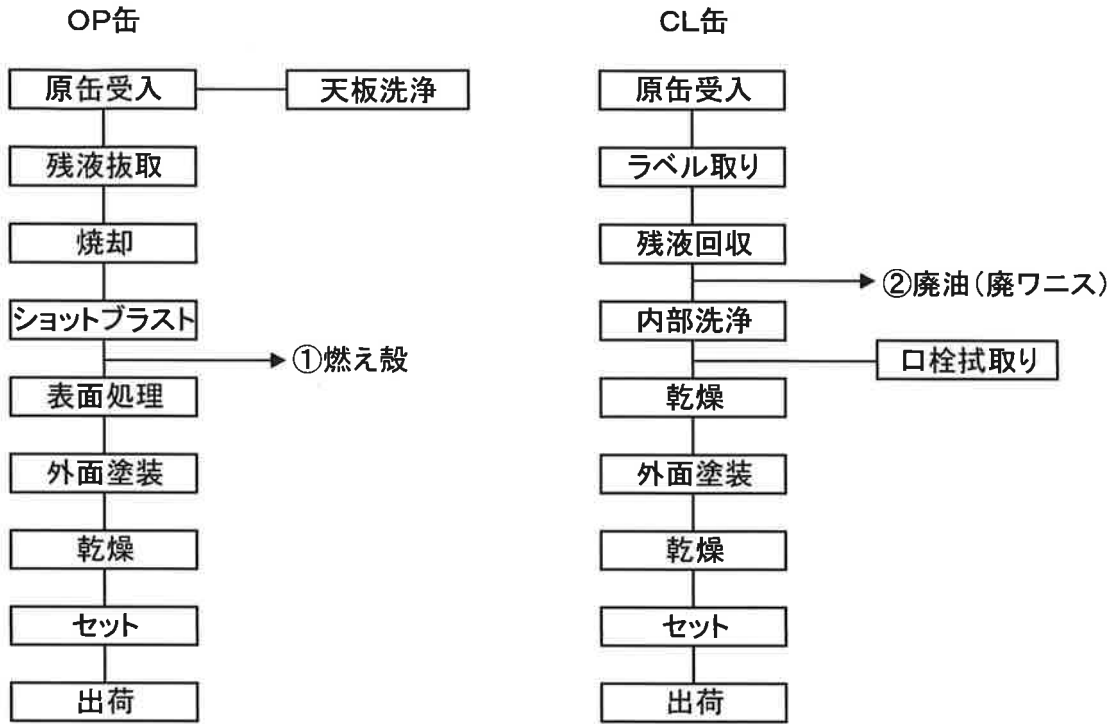 OP缶
原缶受入
天板洗浄
残液抜取
焼却
ショットブラスト
①燃え殻
表面処理
外面塗装
乾燥
セット
出荷
CL缶
原缶受入
ラベル取り
残液回収
②廃油(廃ワニス)
内部洗浄
口栓拭取り
乾燥
外面塗装
乾燥
セット
出荷